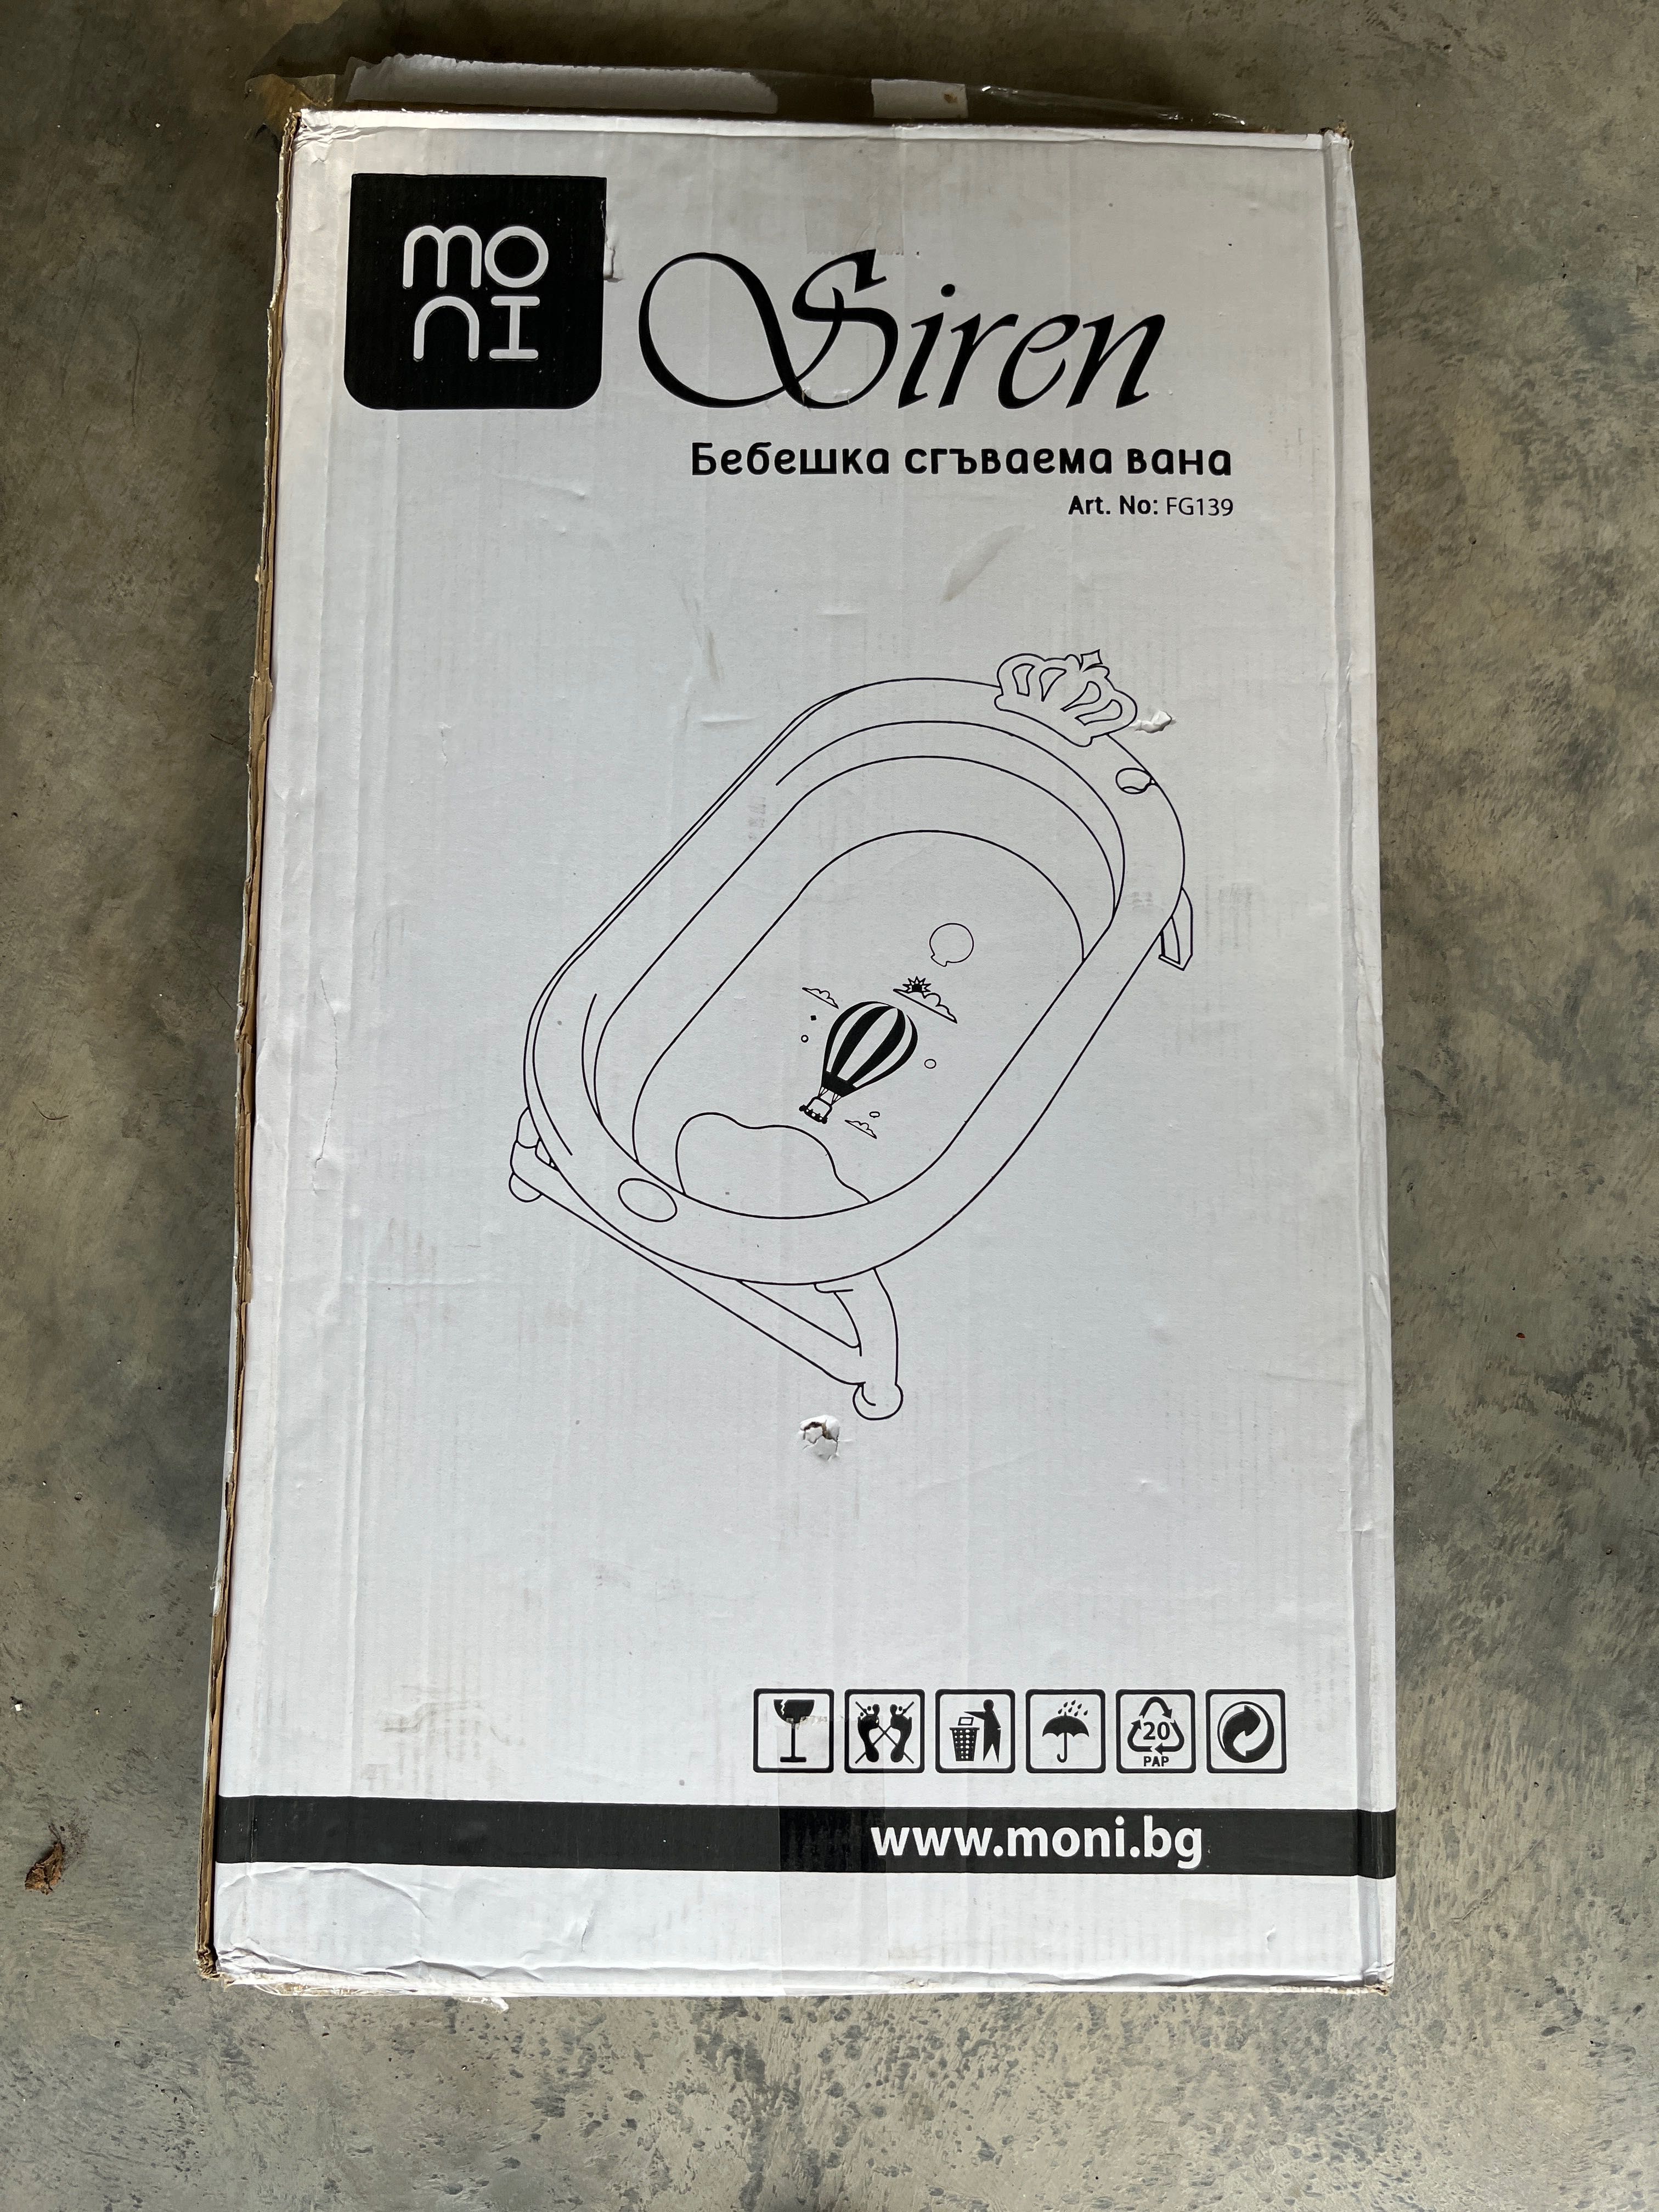 moni
Siren
Бебешка сгъваема вана
Art. No: FG139
20
PAP
www.moni.bg